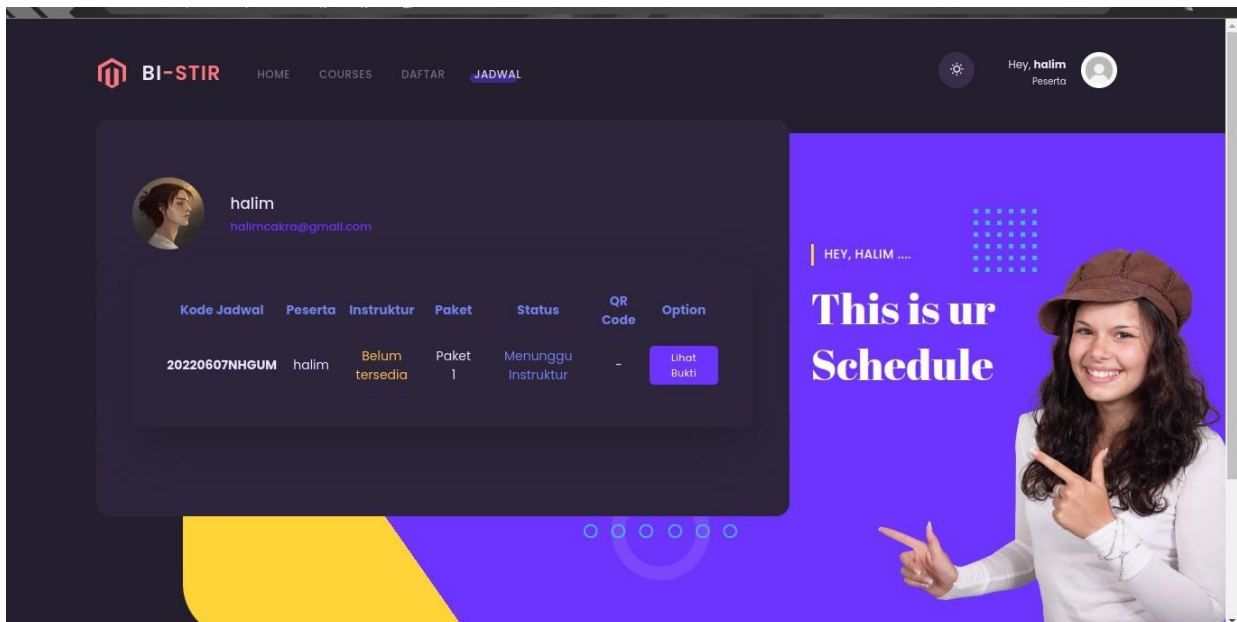 BI-STIR HOME COURSES DAFTAR JADWAL
Hey, halim
Peserta
halim
halimcakra@gmail.com
Kode Jadwal Peserta Instruktur Paket Status QR Code Option
20220607NHGUM halim Belum tersedia Paket 1 Menunggu Instruktur - Lihat Bukti
HEY, HALIM ....
This is ur
Schedule